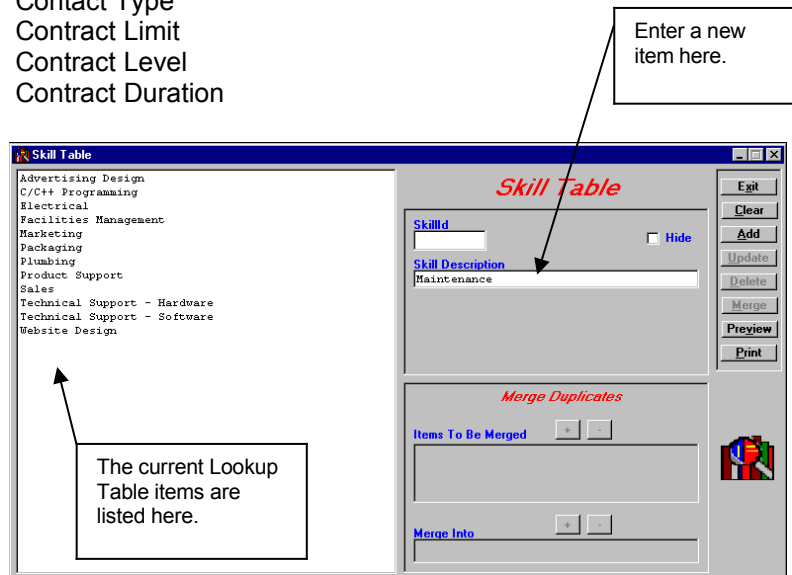 Contact Type
Contract Limit
Contract Level
Contract Duration
Enter a new
item here.
Skill Table
Advertising Design
C/C++ Programming
Electrical
Facilities Management
Marketing
Packaging
Plumbing
Product Support
Sales
Technical Support - Hardware
Technical Support - Software
Website Design
The current Lookup
Table items are
listed here.
Skill Table
SkillId
Hide
Skill Description
Maintenance
Merge Duplicates
Items To Be Merged
+ -
Merge Into
+ -
Exit
Clear
Add
Update
Delete
Merge
Preview
Print